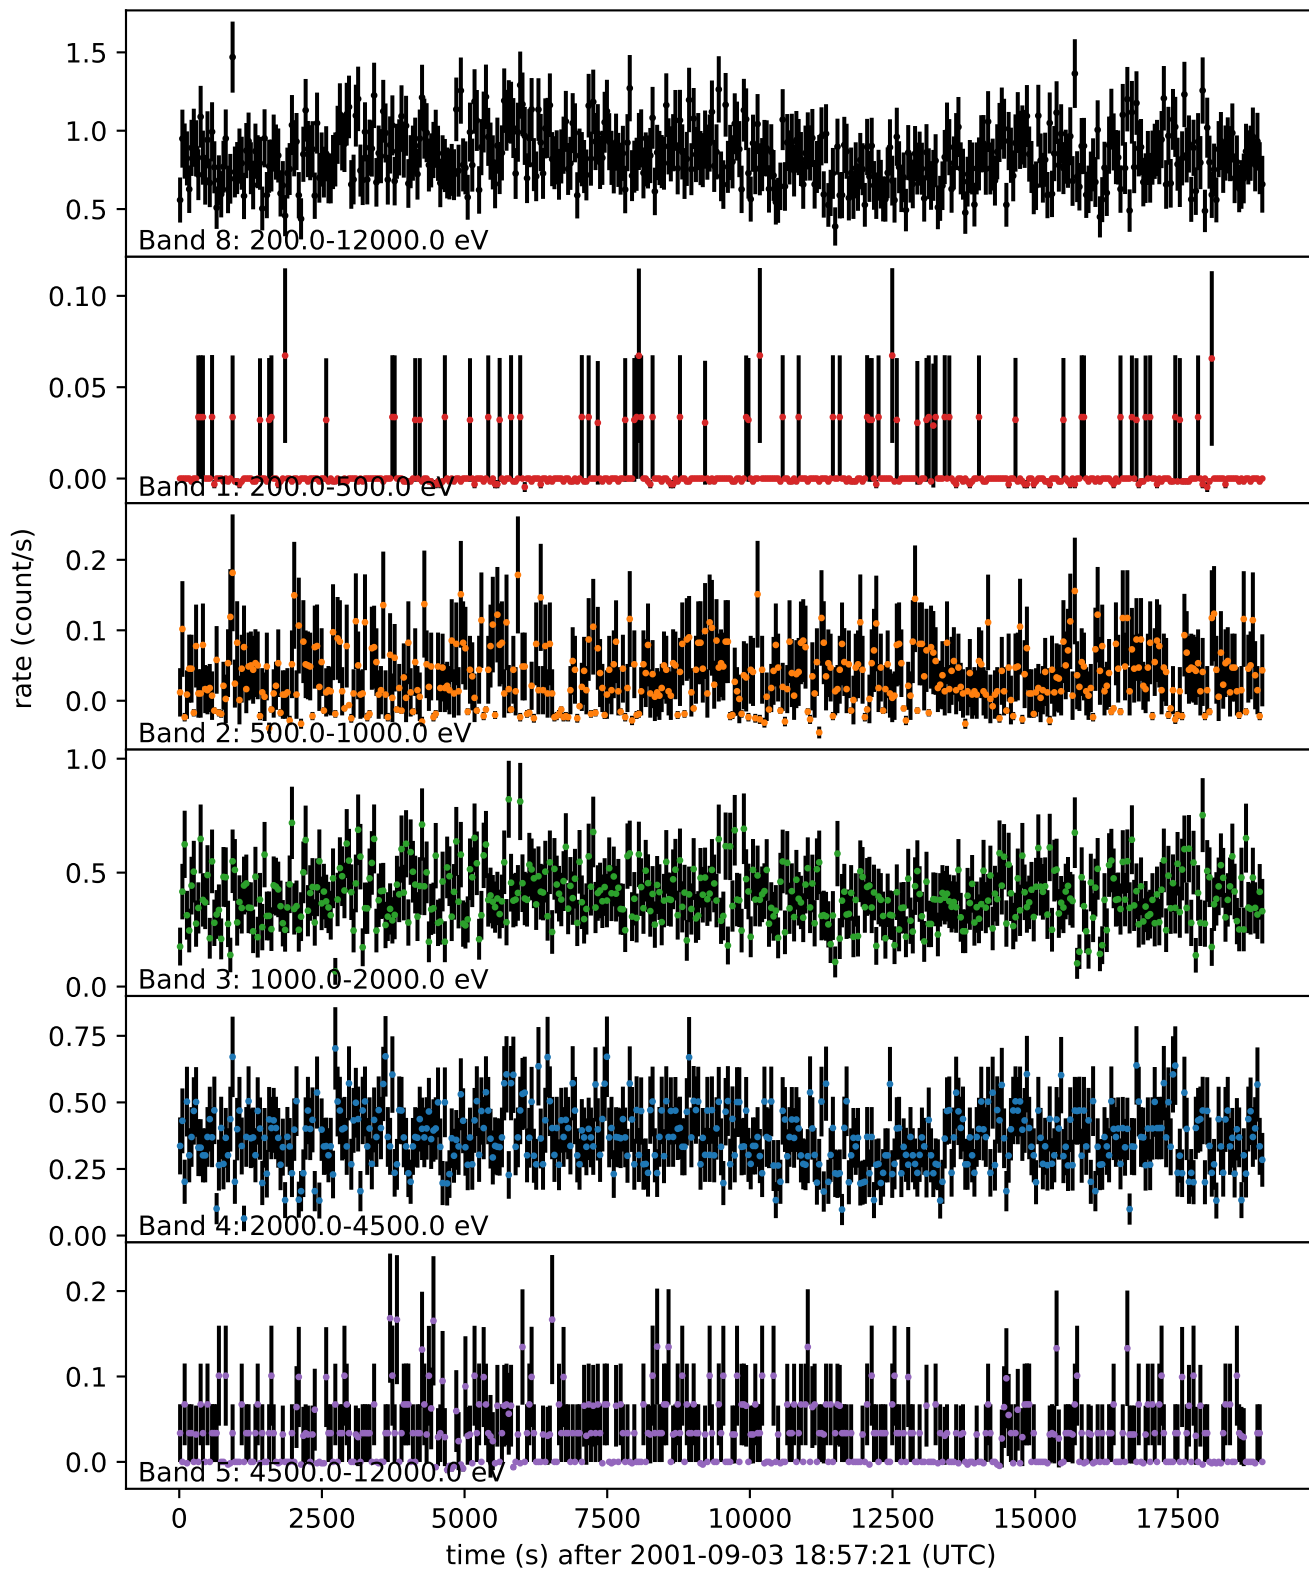 1.5
1.0
0.5
Band 8: 200.0-12000.0 eV
0.10
0.05
0.00
Band 1: 200.0-500.0 eV
0.2
0.1
0.0
Band 2: 500.0-1000.0 eV
rate (count/s)
1.0
0.5
0.0
Band 3: 1000.0-2000.0 eV
0.75
0.50
0.25
0.00
Band 4: 2000.0-4500.0 eV
0.2
0.1
0.0
Band 5: 4500.0-12000.0 eV
0 2500 5000 7500 10000 12500 15000 17500
time (s) after 2001-09-03 18:57:21 (UTC)